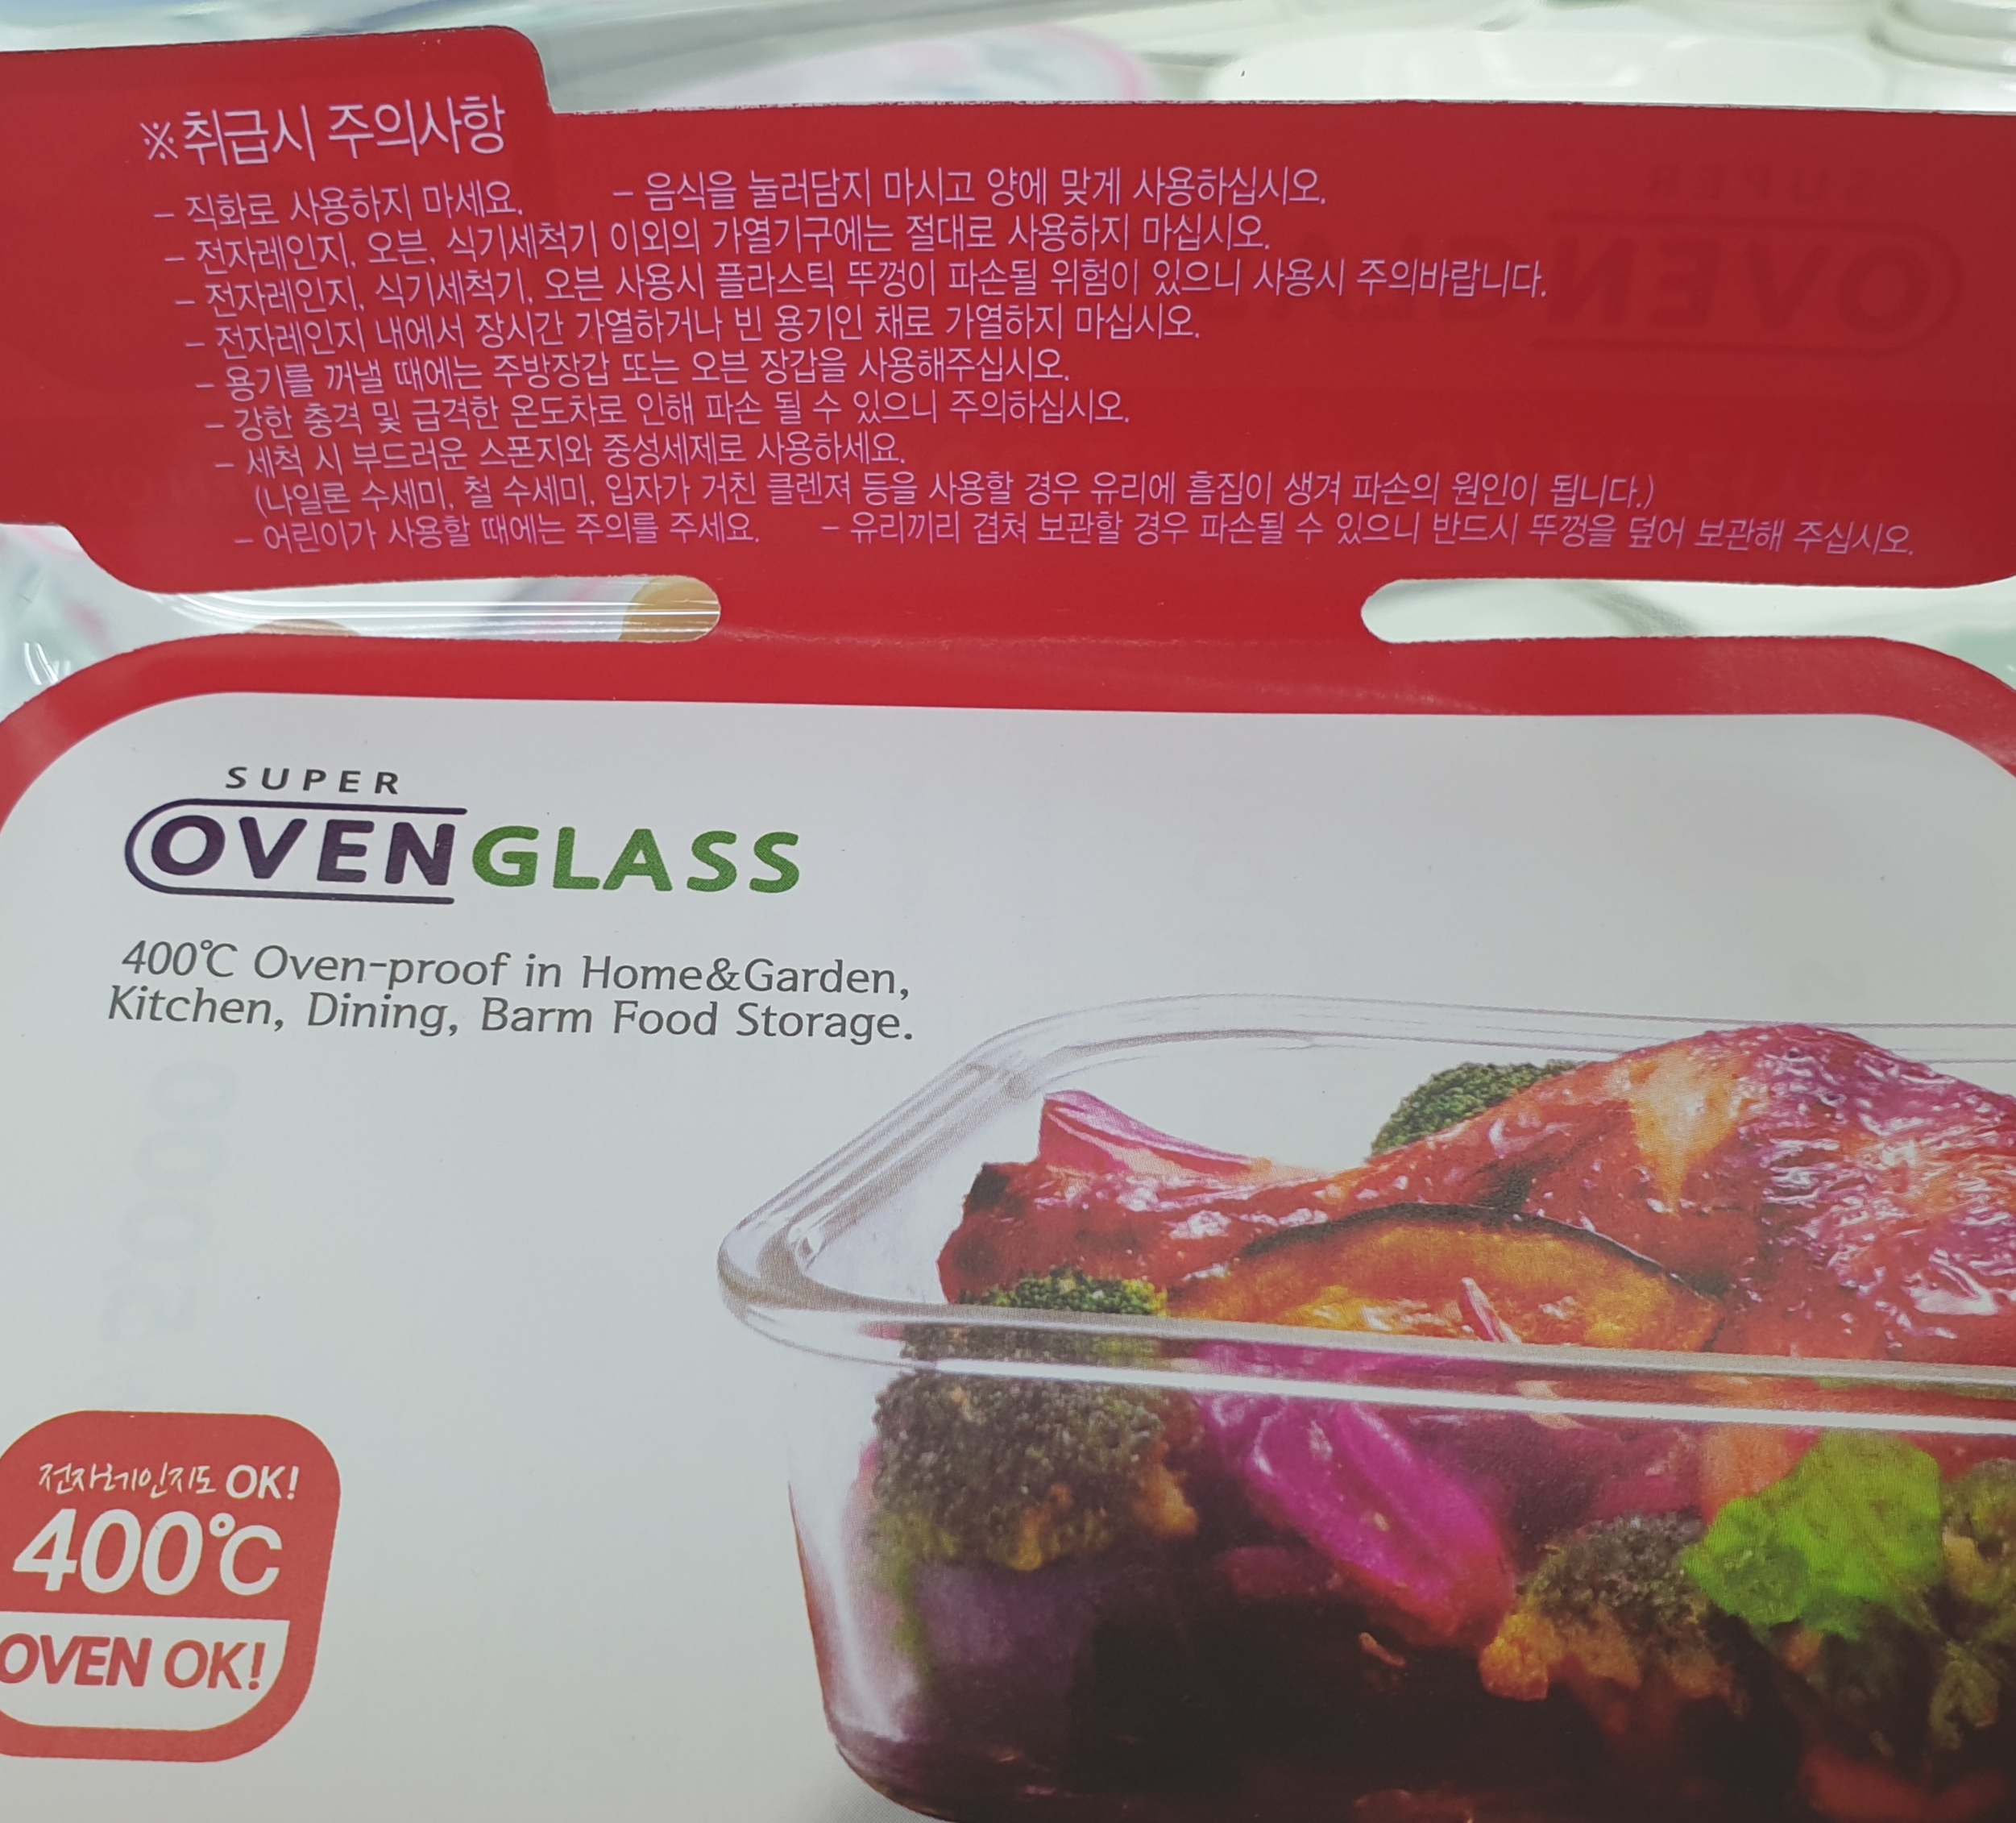 ※취급시 주의사항
- 직화로 사용하지 마세요. - 음식을 눌러담지 마시고 양에 맞게 사용하십시오.
- 전자레인지, 오븐, 식기세척기 이외의 가열기구에는 절대로 사용하지 마십시오.
- 전자레인지, 식기세척기, 오븐 사용시 플라스틱 뚜껑이 파손될 위험이 있으니 사용시 주의바랍니다.
- 전자레인지 내에서 장시간 가열하거나 빈 용기인 채로 가열하지 마십시오.
- 용기를 꺼낼 때에는 주방장갑 또는 오븐 장갑을 사용해주십시오.
- 강한 충격 및 급격한 온도차로 인해 파손 될 수 있으니 주의하십시오.
- 세척 시 부드러운 스폰지와 중성세제로 사용하세요.
(나일론 수세미, 철 수세미, 입자가 거친 클렌져 등을 사용할 경우 유리에 흠집이 생겨 파손의 원인이 됩니다.)
- 어린이가 사용할 때에는 주의를 주세요. - 유리끼리 겹쳐 보관할 경우 파손될 수 있으니 반드시 뚜껑을 덮어 보관해 주십시오.
SUPER
OVENGLASS
400℃ Oven-proof in Home&Garden,
Kitchen, Dining, Barm Food Storage.
전자레인지도 OK!
400℃
OVEN OK!